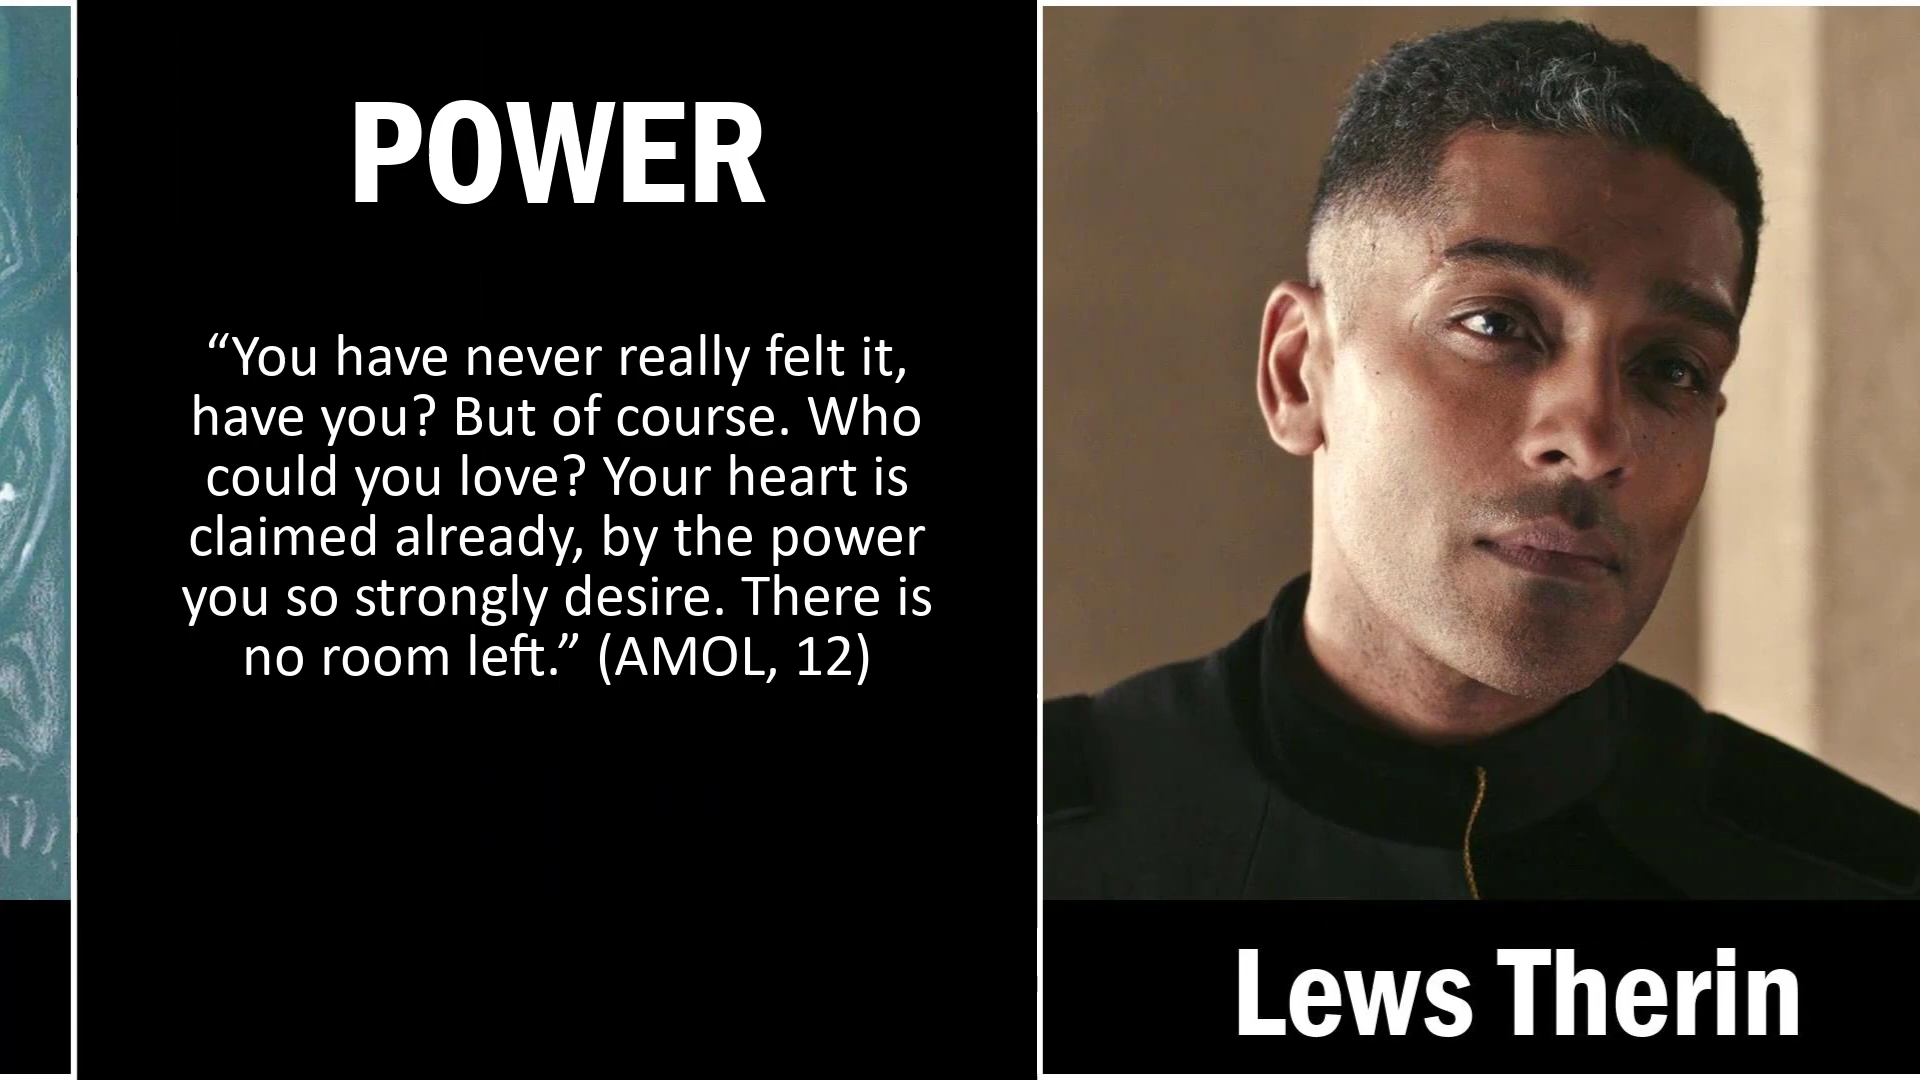 POWER
“You have never really felt it,
have you? But of course. Who
could you love? Your heart is
claimed already, by the power
you so strongly desire. There is
no room left.” (AMOL, 12)
Lews Therin